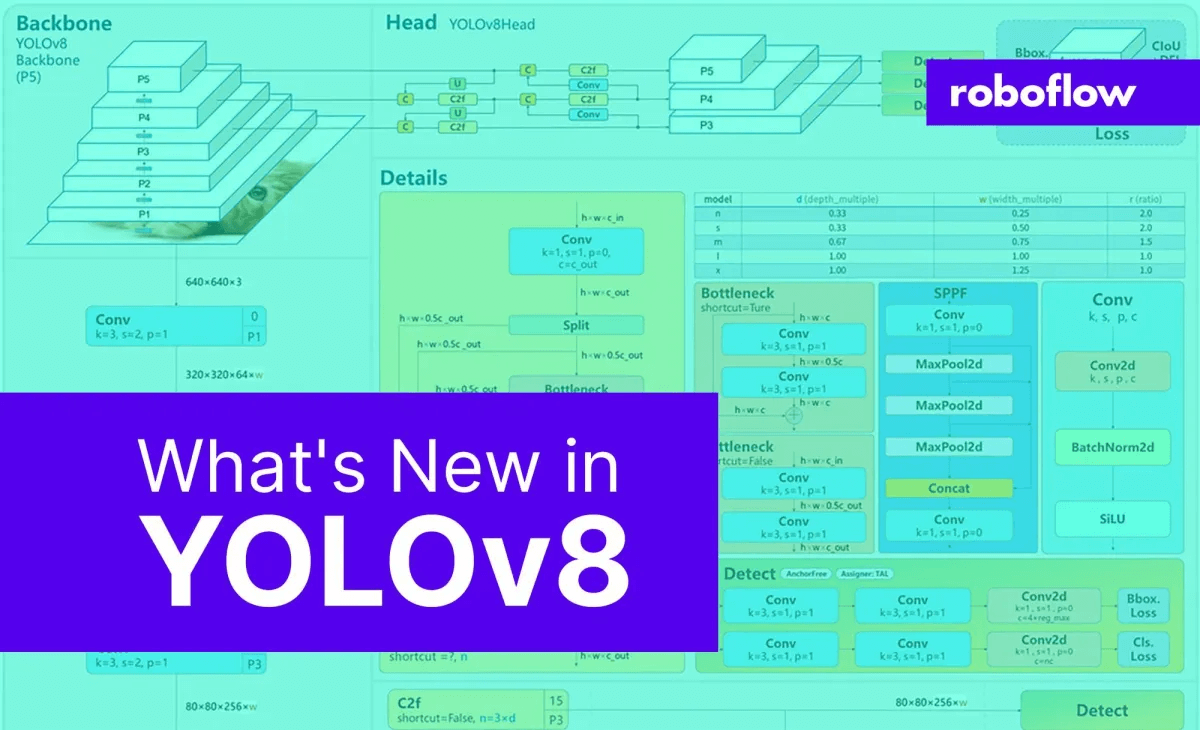 Backbone
YOLOv8
Backbone
(P5)
P5
P4
P3
P2
P1
640×640×3
Conv
k=3, s=2, p=1
0
P1
320×320×64×w
Head YOLOv8Head
C
C2f
U
Conv
C
C2f
C
C2f
U
Conv
C
C2f
P5
P4
P3
Bbox.
CIoU
Loss
roboflow
Details
h×w×c_in
Conv
k=1, s=1, p=0,
c=c_out
h×w×c_out
h×w×0.5c_out
Split
h×w×0.5c_out
h×w×0.5c_out
h×w×0.5c_out
Bottleneck
model d (depth_multiple) w (width_multiple) r (ratio)
n 0.33 0.25 2.0
s 0.33 0.50 2.0
m 0.67 0.75 1.5
l 1.00 1.00 1.0
x 1.00 1.25 1.0
Bottleneck
shortcut=Ture
h×w×c
Conv
k=3, s=1, p=1
h×w×0.5c
Conv
k=3, s=1, p=1
h×w×c
h×w×c
ttleneck
rtcut=False
h×w×c_in
Conv
k=3, s=1, p=1
h×w×0.5c_out
Conv
k=3, s=1, p=1
h×w×c_out
SPPF
Conv
k=1, s=1, p=0
MaxPool2d
MaxPool2d
MaxPool2d
Concat
Conv
k=1, s=1, p=0
Conv
k, s, p, c
Conv2d
k, s, p, c
BatchNorm2d
SiLU
What's New in
YOLOv8
Detect AnchorFree Assigner: TAL
Conv
k=3, s=1, p=1
Conv
k=3, s=1, p=1
Conv2d
k=1, s=1, p=0
c=4×reg_max
Bbox.
Loss
Conv
k=3, s=1, p=1
Conv
k=3, s=1, p=1
Conv2d
k=1, s=1, p=0
c=nc
Cls.
Loss
k=3, s=2, p=1
P3
80×80×256×w
shortcut =?, n
h×w×c_out
C2f
shortcut=False, n=3×d
15
P3
80×80×256×w
Detect